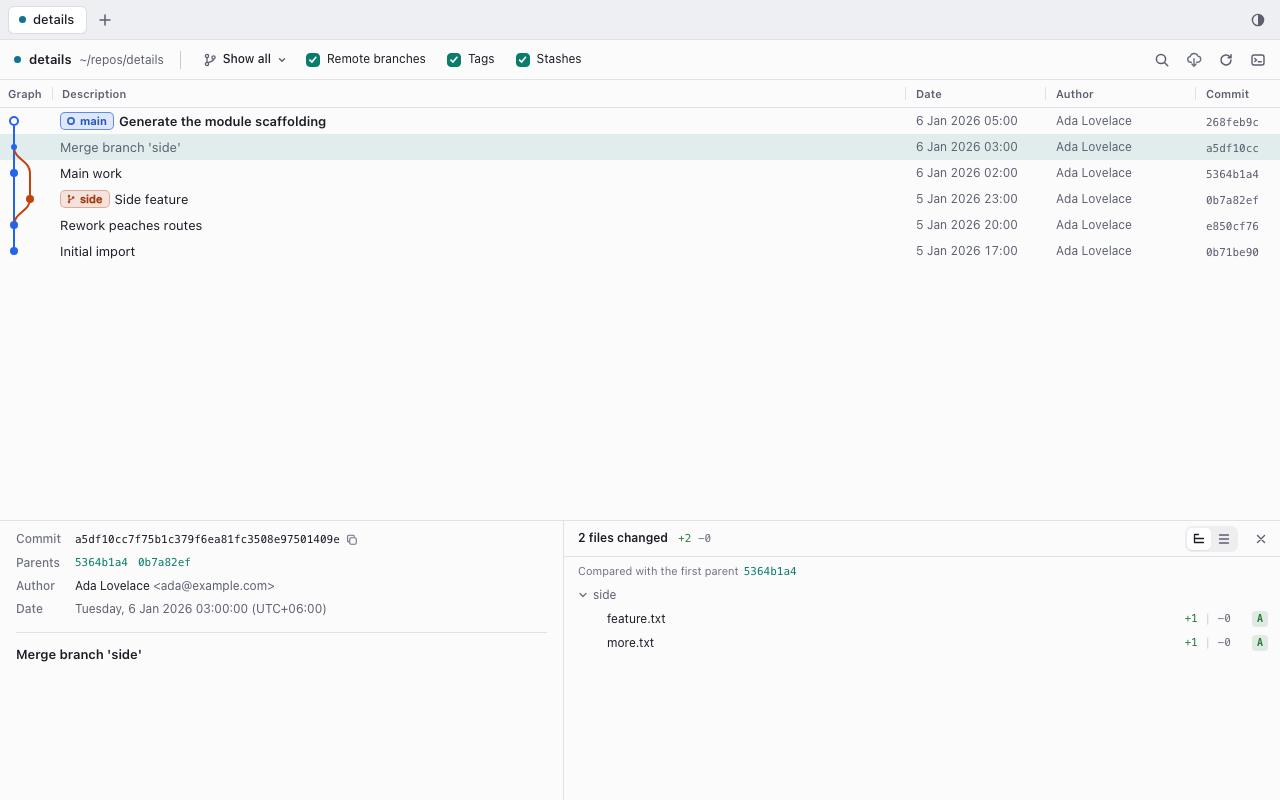 details
details ~/repos/details Show all Remote branches Tags Stashes
Graph Description Date Author Commit
main Generate the module scaffolding 6 Jan 2026 05:00 Ada Lovelace 268feb9c
Merge branch 'side' 6 Jan 2026 03:00 Ada Lovelace a5df10cc
Main work 6 Jan 2026 02:00 Ada Lovelace 5364b1a4
side Side feature 5 Jan 2026 23:00 Ada Lovelace 0b7a82ef
Rework peaches routes 5 Jan 2026 20:00 Ada Lovelace e850cf76
Initial import 5 Jan 2026 17:00 Ada Lovelace 0b71be90
Commit a5df10cc7f75b1c379f6ea81fc3508e97501409e
Parents 5364b1a4 0b7a82ef
Author Ada Lovelace <ada@example.com>
Date Tuesday, 6 Jan 2026 03:00:00 (UTC+06:00)
Merge branch 'side'
2 files changed +2 −0
Compared with the first parent 5364b1a4
side
feature.txt +1 | −0 A
more.txt +1 | −0 A